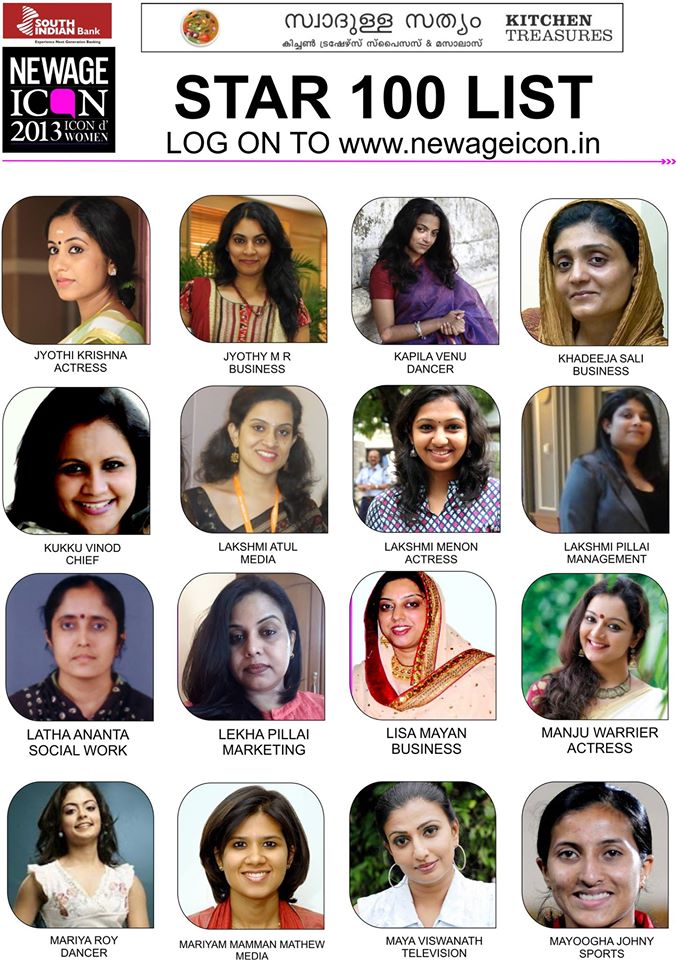 SOUTH
INDIAN Bank
Experience Next Generation Banking
സ്വാദുള്ള സത്യം
കിച്ചൺ ട്രഷേഴ്സ് സ്പൈസസ് & മസാലാസ്
KITCHEN
TREASURES
NEWAGE
ICON
2013 ICON d'
WOMEN
STAR 100 LIST
LOG ON TO www.newageicon.in
JYOTHI KRISHNA
ACTRESS
JYOTHY M R
BUSINESS
KAPILA VENU
DANCER
KHADEEJA SALI
BUSINESS
KUKKU VINOD
CHIEF
LAKSHMI ATUL
MEDIA
LAKSHMI MENON
ACTRESS
LAKSHMI PILLAI
MANAGEMENT
LATHA ANANTA
SOCIAL WORK
LEKHA PILLAI
MARKETING
LISA MAYAN
BUSINESS
MANJU WARRIER
ACTRESS
MARIYA ROY
DANCER
MARIYAM MAMMAN MATHEW
MEDIA
MAYA VISWANATH
TELEVISION
MAYOOGHA JOHNY
SPORTS